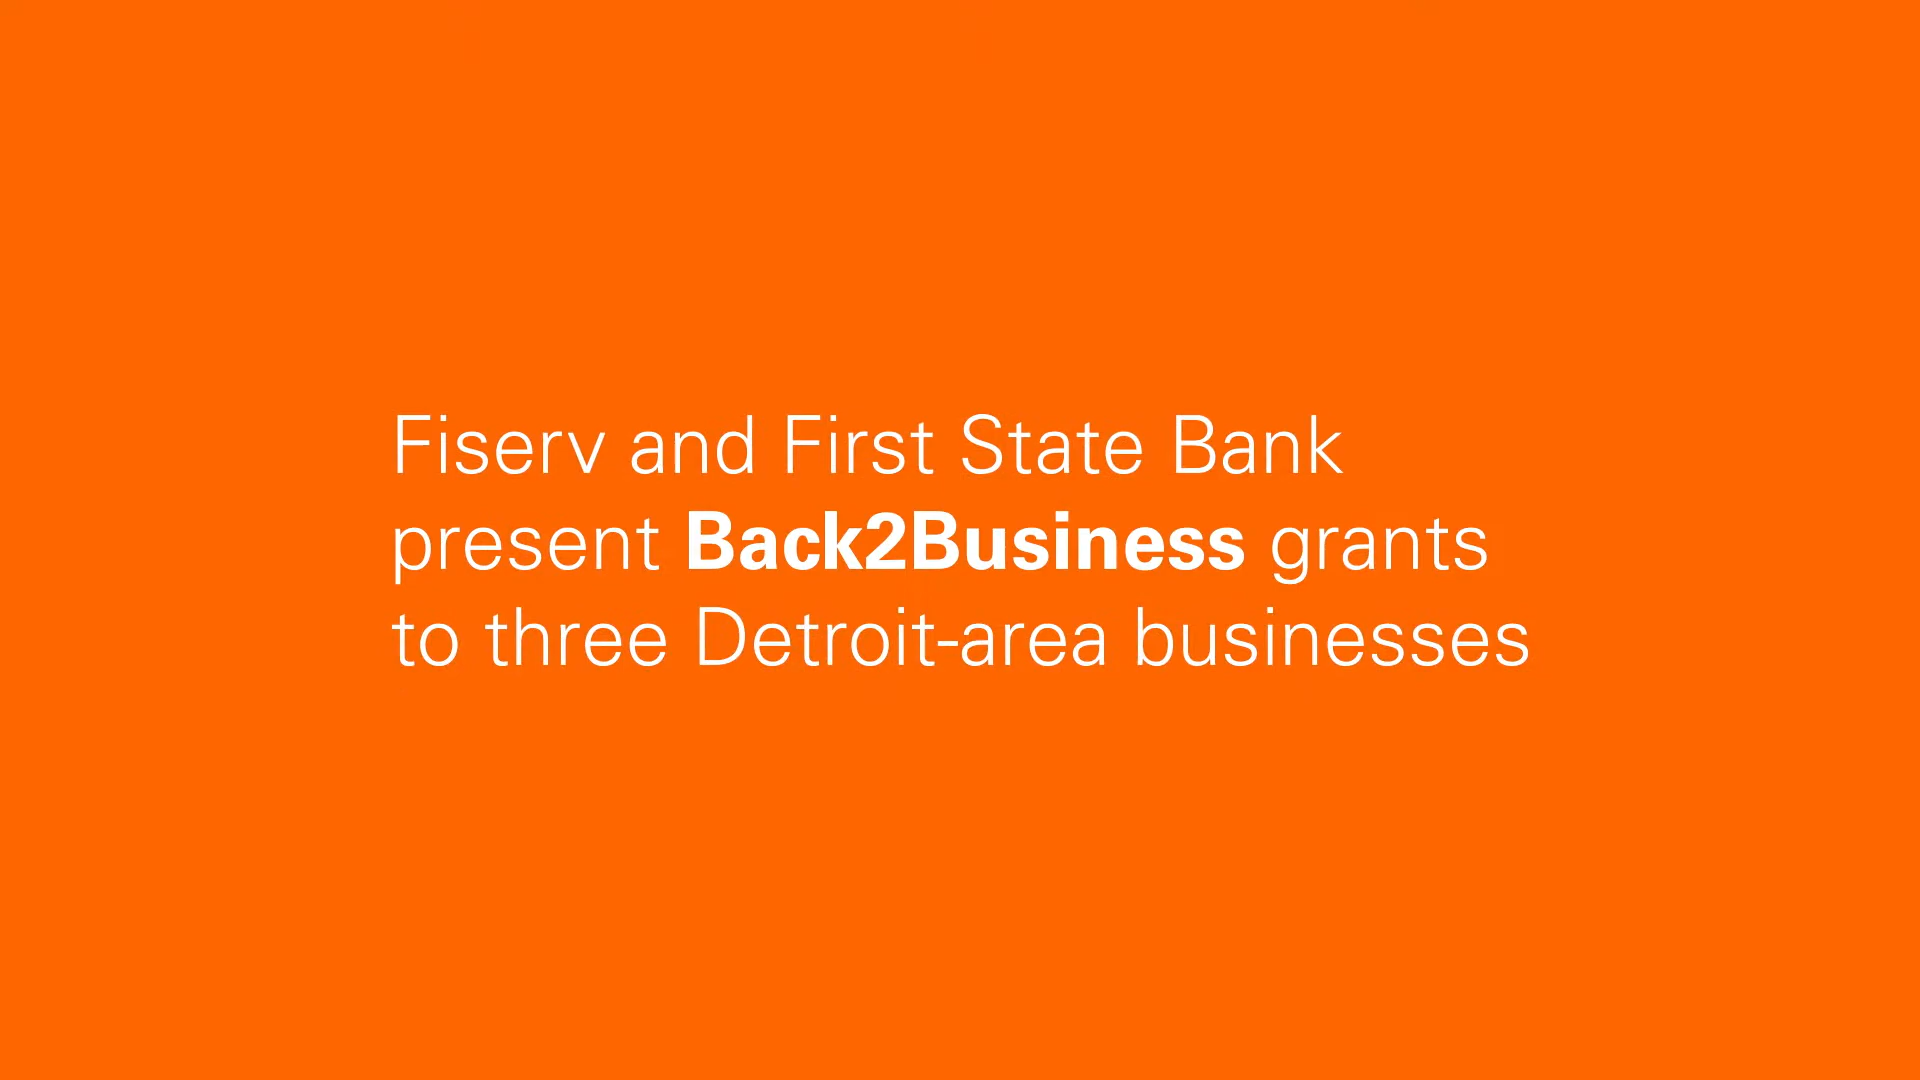 Fiserv and First State Bank
present Back2Business grants
to three Detroit-area businesses